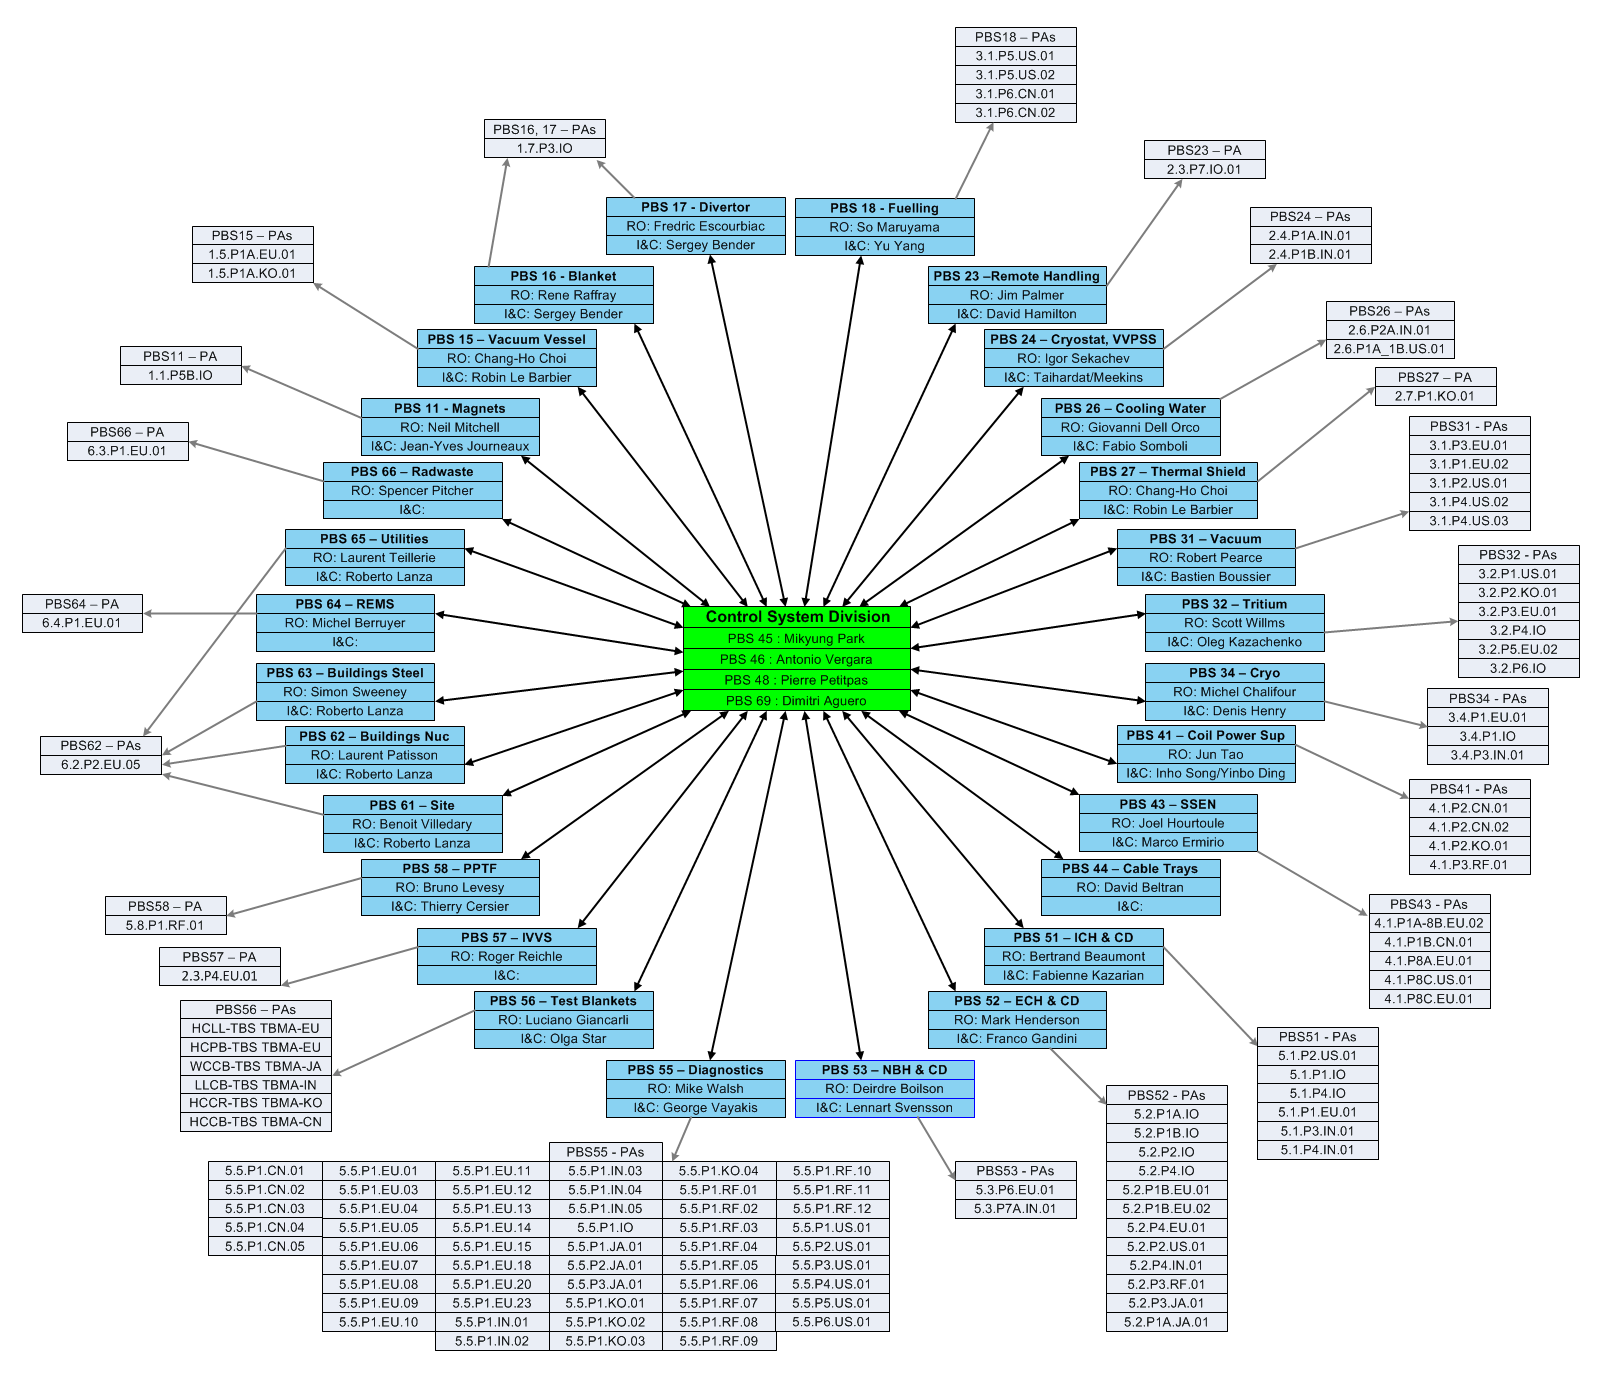 PBS18 – PAs
3.1.P5.US.01
3.1.P5.US.02
3.1.P6.CN.01
3.1.P6.CN.02
PBS16, 17 – PAs
1.7.P3.IO
PBS23 – PA
2.3.P7.IO.01
PBS 17 - Divertor
RO: Fredric Escourbiac
I&C: Sergey Bender
PBS 18 - Fuelling
RO: So Maruyama
I&C: Yu Yang
PBS24 – PAs
2.4.P1A.IN.01
2.4.P1B.IN.01
PBS15 – PAs
1.5.P1A.EU.01
1.5.P1A.KO.01
PBS 16 - Blanket
RO: Rene Raffray
I&C: Sergey Bender
PBS 23 –Remote Handling
RO: Jim Palmer
I&C: David Hamilton
PBS26 – PAs
2.6.P2A.IN.01
2.6.P1A_1B.US.01
PBS 15 – Vacuum Vessel
RO: Chang-Ho Choi
I&C: Robin Le Barbier
PBS 24 – Cryostat, VVPSS
RO: Igor Sekachev
I&C: Taihardat/Meekins
PBS11 – PA
1.1.P5B.IO
PBS27 – PA
2.7.P1.KO.01
PBS 11 - Magnets
RO: Neil Mitchell
I&C: Jean-Yves Journeaux
PBS 26 – Cooling Water
RO: Giovanni Dell Orco
I&C: Fabio Somboli
PBS66 – PA
6.3.P1.EU.01
PBS31 - PAs
3.1.P3.EU.01
3.1.P1.EU.02
3.1.P2.US.01
3.1.P4.US.02
3.1.P4.US.03
PBS 66 – Radwaste
RO: Spencer Pitcher
I&C:
PBS 27 – Thermal Shield
RO: Chang-Ho Choi
I&C: Robin Le Barbier
PBS 65 – Utilities
RO: Laurent Teillerie
I&C: Roberto Lanza
PBS 31 – Vacuum
RO: Robert Pearce
I&C: Bastien Boussier
PBS32 - PAs
3.2.P1.US.01
3.2.P2.KO.01
3.2.P3.EU.01
3.2.P4.IO
3.2.P5.EU.02
3.2.P6.IO
PBS64 – PA
6.4.P1.EU.01
PBS 64 – REMS
RO: Michel Berruyer
I&C:
Control System Division
PBS 45 : Mikyung Park
PBS 46 : Antonio Vergara
PBS 48 : Pierre Petitpas
PBS 69 : Dimitri Aguero
PBS 32 – Tritium
RO: Scott Willms
I&C: Oleg Kazachenko
PBS 63 – Buildings Steel
RO: Simon Sweeney
I&C: Roberto Lanza
PBS 34 – Cryo
RO: Michel Chalifour
I&C: Denis Henry
PBS34 - PAs
3.4.P1.EU.01
3.4.P1.IO
3.4.P3.IN.01
PBS62 – PAs
6.2.P2.EU.05
PBS 62 – Buildings Nuc
RO: Laurent Patisson
I&C: Roberto Lanza
PBS 41 – Coil Power Sup
RO: Jun Tao
I&C: Inho Song/Yinbo Ding
PBS41 - PAs
4.1.P2.CN.01
4.1.P2.CN.02
4.1.P2.KO.01
4.1.P3.RF.01
PBS 61 – Site
RO: Benoit Villedary
I&C: Roberto Lanza
PBS 43 – SSEN
RO: Joel Hourtoule
I&C: Marco Ermirio
PBS 58 – PPTF
RO: Bruno Levesy
I&C: Thierry Cersier
PBS 44 – Cable Trays
RO: David Beltran
I&C:
PBS58 – PA
5.8.P1.RF.01
PBS43 - PAs
4.1.P1A-8B.EU.02
4.1.P1B.CN.01
4.1.P8A.EU.01
4.1.P8C.US.01
4.1.P8C.EU.01
PBS 57 – IVVS
RO: Roger Reichle
I&C:
PBS 51 – ICH & CD
RO: Bertrand Beaumont
I&C: Fabienne Kazarian
PBS57 – PA
2.3.P4.EU.01
PBS 56 – Test Blankets
RO: Luciano Giancarli
I&C: Olga Star
PBS 52 – ECH & CD
RO: Mark Henderson
I&C: Franco Gandini
PBS56 – PAs
HCLL-TBS TBMA-EU
HCPB-TBS TBMA-EU
WCCB-TBS TBMA-JA
LLCB-TBS TBMA-IN
HCCR-TBS TBMA-KO
HCCB-TBS TBMA-CN
PBS51 - PAs
5.1.P2.US.01
5.1.P1.IO
5.1.P4.IO
5.1.P1.EU.01
5.1.P3.IN.01
5.1.P4.IN.01
PBS 55 – Diagnostics
RO: Mike Walsh
I&C: George Vayakis
PBS 53 – NBH & CD
RO: Deirdre Boilson
I&C: Lennart Svensson
PBS52 - PAs
5.2.P1A.IO
5.2.P1B.IO
5.2.P2.IO
5.2.P4.IO
5.2.P1B.EU.01
5.2.P1B.EU.02
5.2.P4.EU.01
5.2.P2.US.01
5.2.P4.IN.01
5.2.P3.RF.01
5.2.P3.JA.01
5.2.P1A.JA.01
PBS53 - PAs
5.3.P6.EU.01
5.3.P7A.IN.01
PBS55 - PAs
5.5.P1.CN.01 5.5.P1.EU.01 5.5.P1.EU.11 5.5.P1.IN.03 5.5.P1.KO.04 5.5.P1.RF.10
5.5.P1.CN.02 5.5.P1.EU.03 5.5.P1.EU.12 5.5.P1.IN.04 5.5.P1.RF.01 5.5.P1.RF.11
5.5.P1.CN.03 5.5.P1.EU.04 5.5.P1.EU.13 5.5.P1.IN.05 5.5.P1.RF.02 5.5.P1.RF.12
5.5.P1.CN.04 5.5.P1.EU.05 5.5.P1.EU.14 5.5.P1.IO 5.5.P1.RF.03 5.5.P1.US.01
5.5.P1.CN.05 5.5.P1.EU.06 5.5.P1.EU.15 5.5.P1.JA.01 5.5.P1.RF.04 5.5.P2.US.01
5.5.P1.EU.07 5.5.P1.EU.18 5.5.P2.JA.01 5.5.P1.RF.05 5.5.P3.US.01
5.5.P1.EU.08 5.5.P1.EU.20 5.5.P3.JA.01 5.5.P1.RF.06 5.5.P4.US.01
5.5.P1.EU.09 5.5.P1.EU.23 5.5.P1.KO.01 5.5.P1.RF.07 5.5.P5.US.01
5.5.P1.EU.10 5.5.P1.IN.01 5.5.P1.KO.02 5.5.P1.RF.08 5.5.P6.US.01
5.5.P1.IN.02 5.5.P1.KO.03 5.5.P1.RF.09